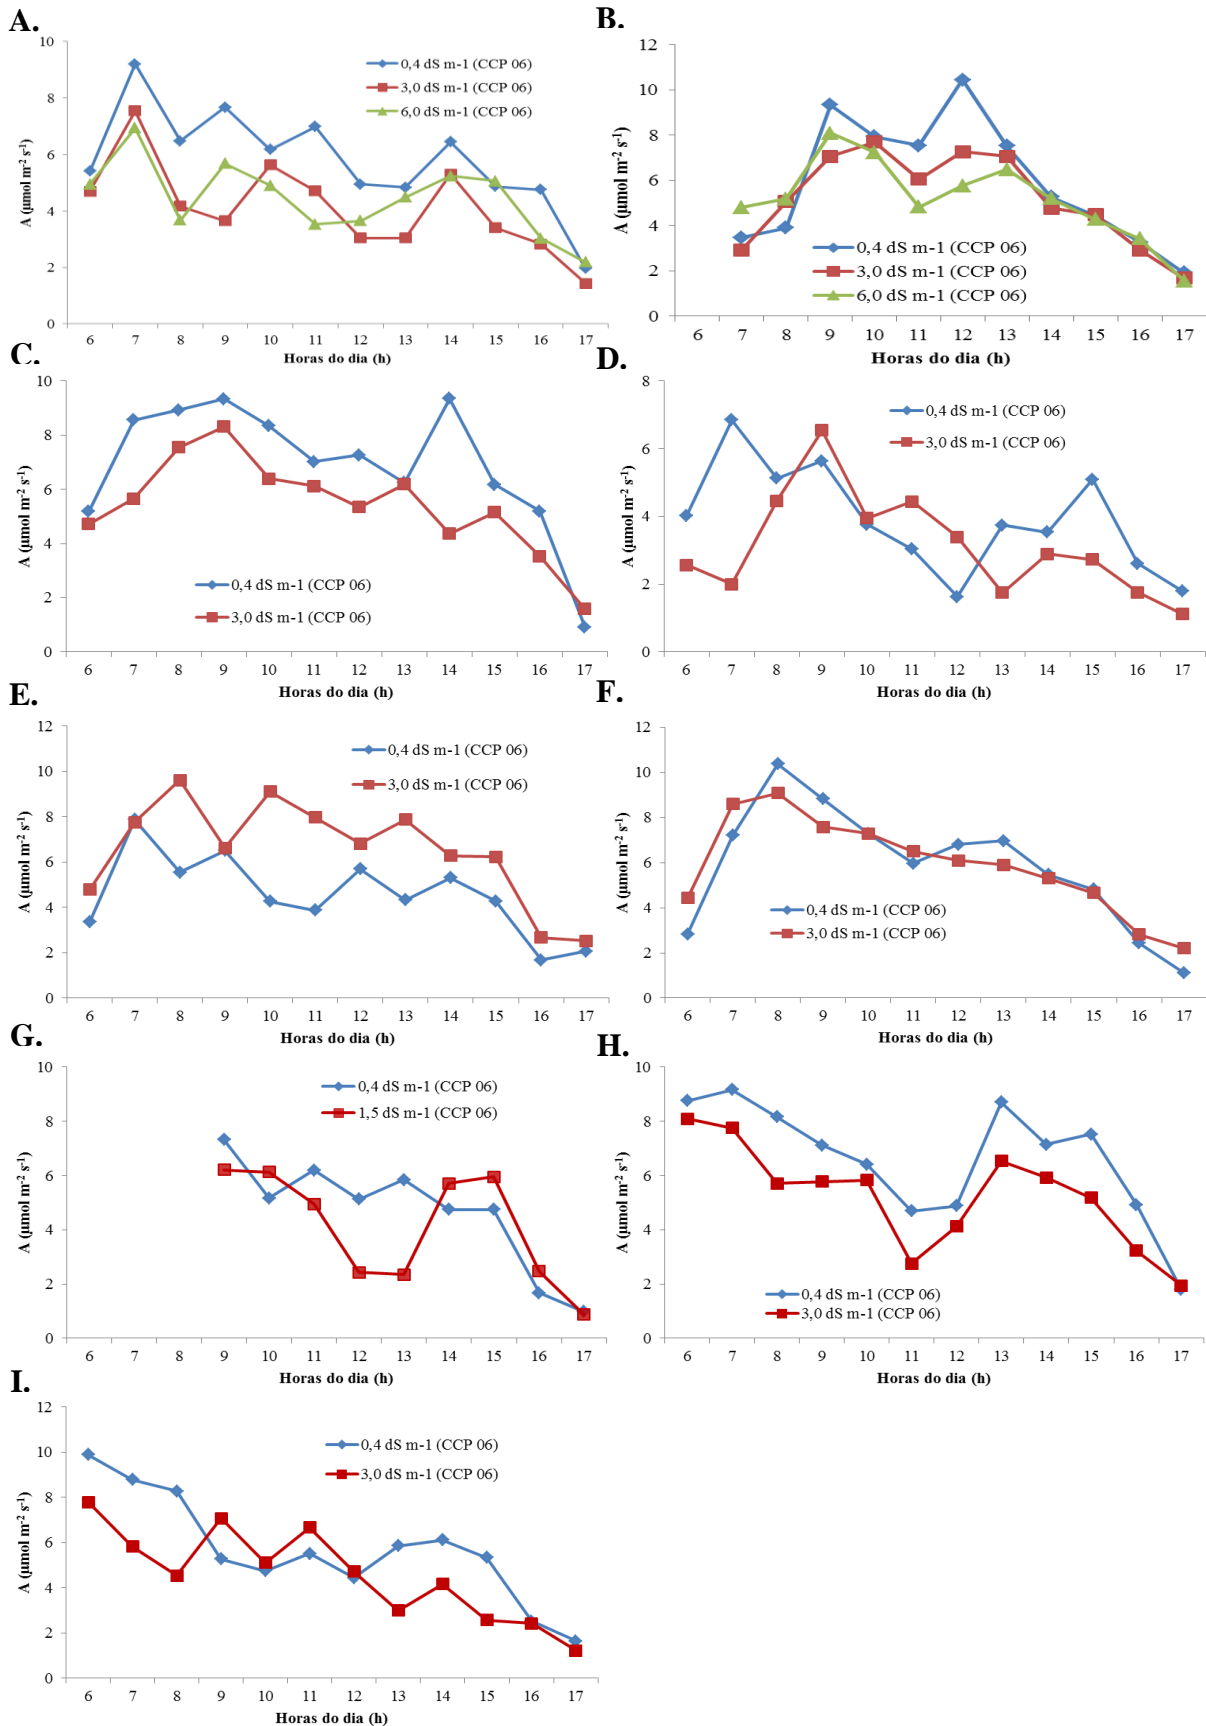 A.
10
8
6
4
2
0
A (µmol m-2 s-1)
0,4 dS m-1 (CCP 06)
3,0 dS m-1 (CCP 06)
6,0 dS m-1 (CCP 06)
6 7 8 9 10 11 12 13 14 15 16 17
Horas do dia (h)
B.
12
10
8
6
4
2
0
A (µmol m-2 s-1)
0,4 dS m-1 (CCP 06)
3,0 dS m-1 (CCP 06)
6,0 dS m-1 (CCP 06)
6 7 8 9 10 11 12 13 14 15 16 17
Horas do dia (h)
C.
10
8
6
4
2
0
A (µmol m-2 s-1)
0,4 dS m-1 (CCP 06)
3,0 dS m-1 (CCP 06)
6 7 8 9 10 11 12 13 14 15 16 17
Horas do dia (h)
D.
8
6
4
2
0
A (µmol m-2 s-1)
0,4 dS m-1 (CCP 06)
3,0 dS m-1 (CCP 06)
6 7 8 9 10 11 12 13 14 15 16 17
Horas do dia (h)
E.
12
10
8
6
4
2
0
A (µmol m-2 s-1)
0,4 dS m-1 (CCP 06)
3,0 dS m-1 (CCP 06)
6 7 8 9 10 11 12 13 14 15 16 17
Horas do dia (h)
F.
12
10
8
6
4
2
0
A (µmol m-2 s-1)
0,4 dS m-1 (CCP 06)
3,0 dS m-1 (CCP 06)
6 7 8 9 10 11 12 13 14 15 16 17
Horas do dia (h)
G.
10
8
6
4
2
0
A (µmol m-2 s-1)
0,4 dS m-1 (CCP 06)
1,5 dS m-1 (CCP 06)
6 7 8 9 10 11 12 13 14 15 16 17
Horas do dia (h)
H.
10
8
6
4
2
0
A (µmol m-2 s-1)
0,4 dS m-1 (CCP 06)
3,0 dS m-1 (CCP 06)
6 7 8 9 10 11 12 13 14 15 16 17
Horas do dia (h)
I.
12
10
8
6
4
2
0
A (µmol m-2 s-1)
0,4 dS m-1 (CCP 06)
3,0 dS m-1 (CCP 06)
6 7 8 9 10 11 12 13 14 15 16 17
Horas do dia (h)